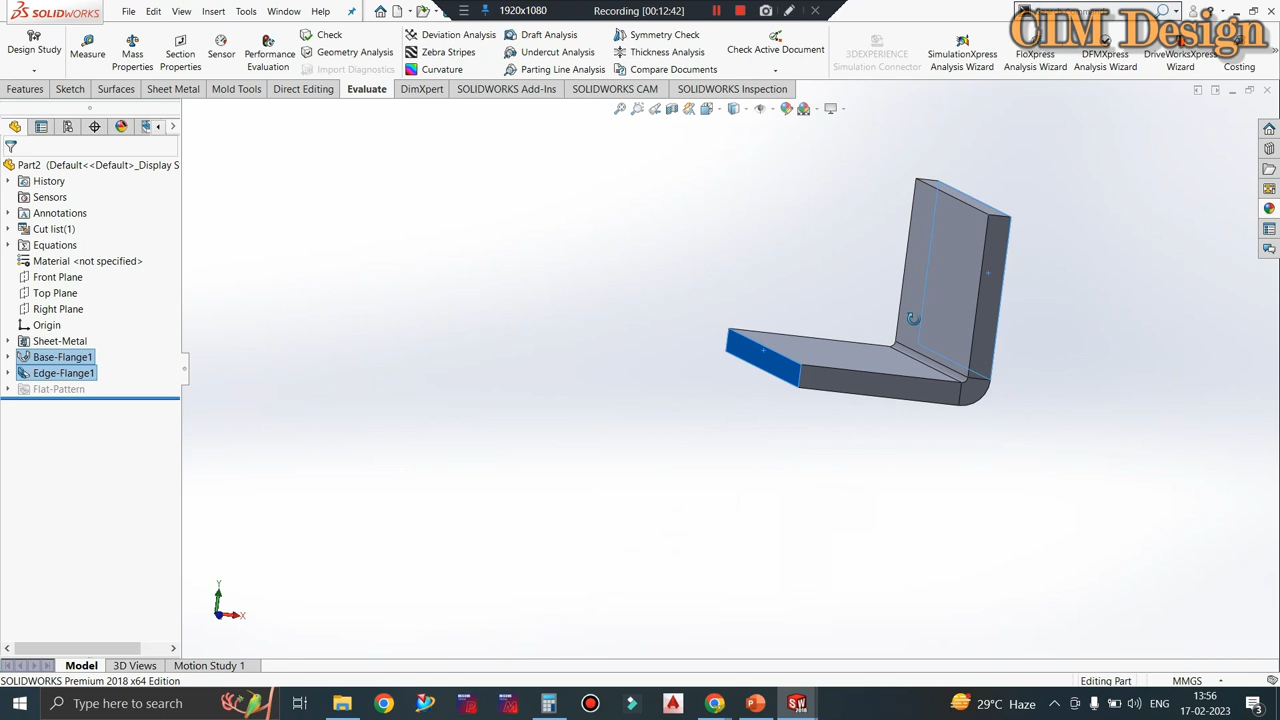 SOLIDWORKS File Edit View Insert Tools Window Help
1920x1080 Recording [00:12:42]
CIM Design
Design Study
Measure
Mass Properties
Section Properties
Sensor
Performance Evaluation
Check
Geometry Analysis
Import Diagnostics
Deviation Analysis
Zebra Stripes
Curvature
Draft Analysis
Undercut Analysis
Parting Line Analysis
Symmetry Check
Thickness Analysis
Compare Documents
Check Active Document
3DEXPERIENCE Simulation Connector
SimulationXpress Analysis Wizard
FloXpress Analysis Wizard
DFMXpress Analysis Wizard
DriveWorksXpress Wizard
Costing
Features Sketch Surfaces Sheet Metal Mold Tools Direct Editing Evaluate DimXpert SOLIDWORKS Add-Ins SOLIDWORKS CAM SOLIDWORKS Inspection
Part2 (Default<<Default>_Display S
History
Sensors
Annotations
Cut list(1)
Equations
Material <not specified>
Front Plane
Top Plane
Right Plane
Origin
Sheet-Metal
Base-Flange1
Edge-Flange1
Flat-Pattern
Y
X
Model 3D Views Motion Study 1
SOLIDWORKS Premium 2018 x64 Edition
Editing Part
MMGS
Type here to search
29°C Haze
ENG
13:56
17-02-2023
3